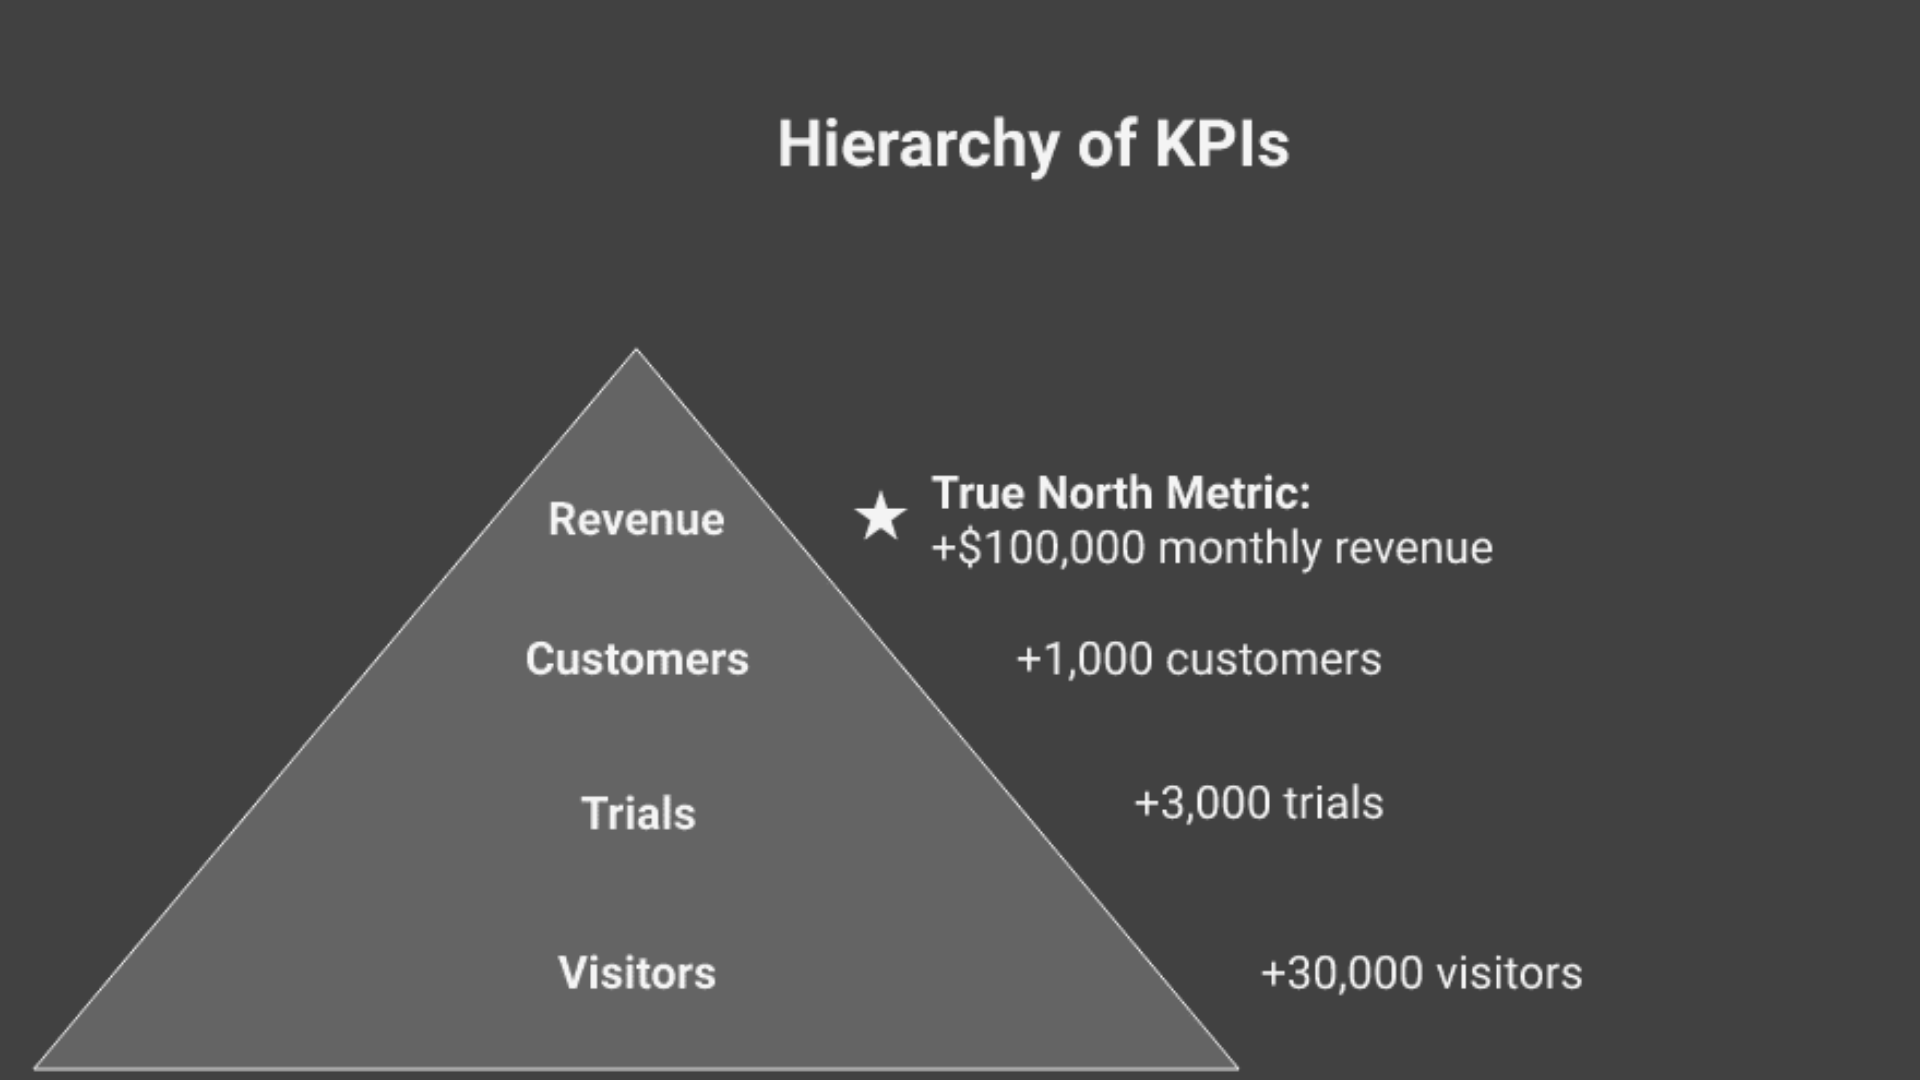 Hierarchy of KPIs
Revenue
True North Metric:
+$100,000 monthly revenue
Customers
+1,000 customers
Trials
+3,000 trials
Visitors
+30,000 visitors